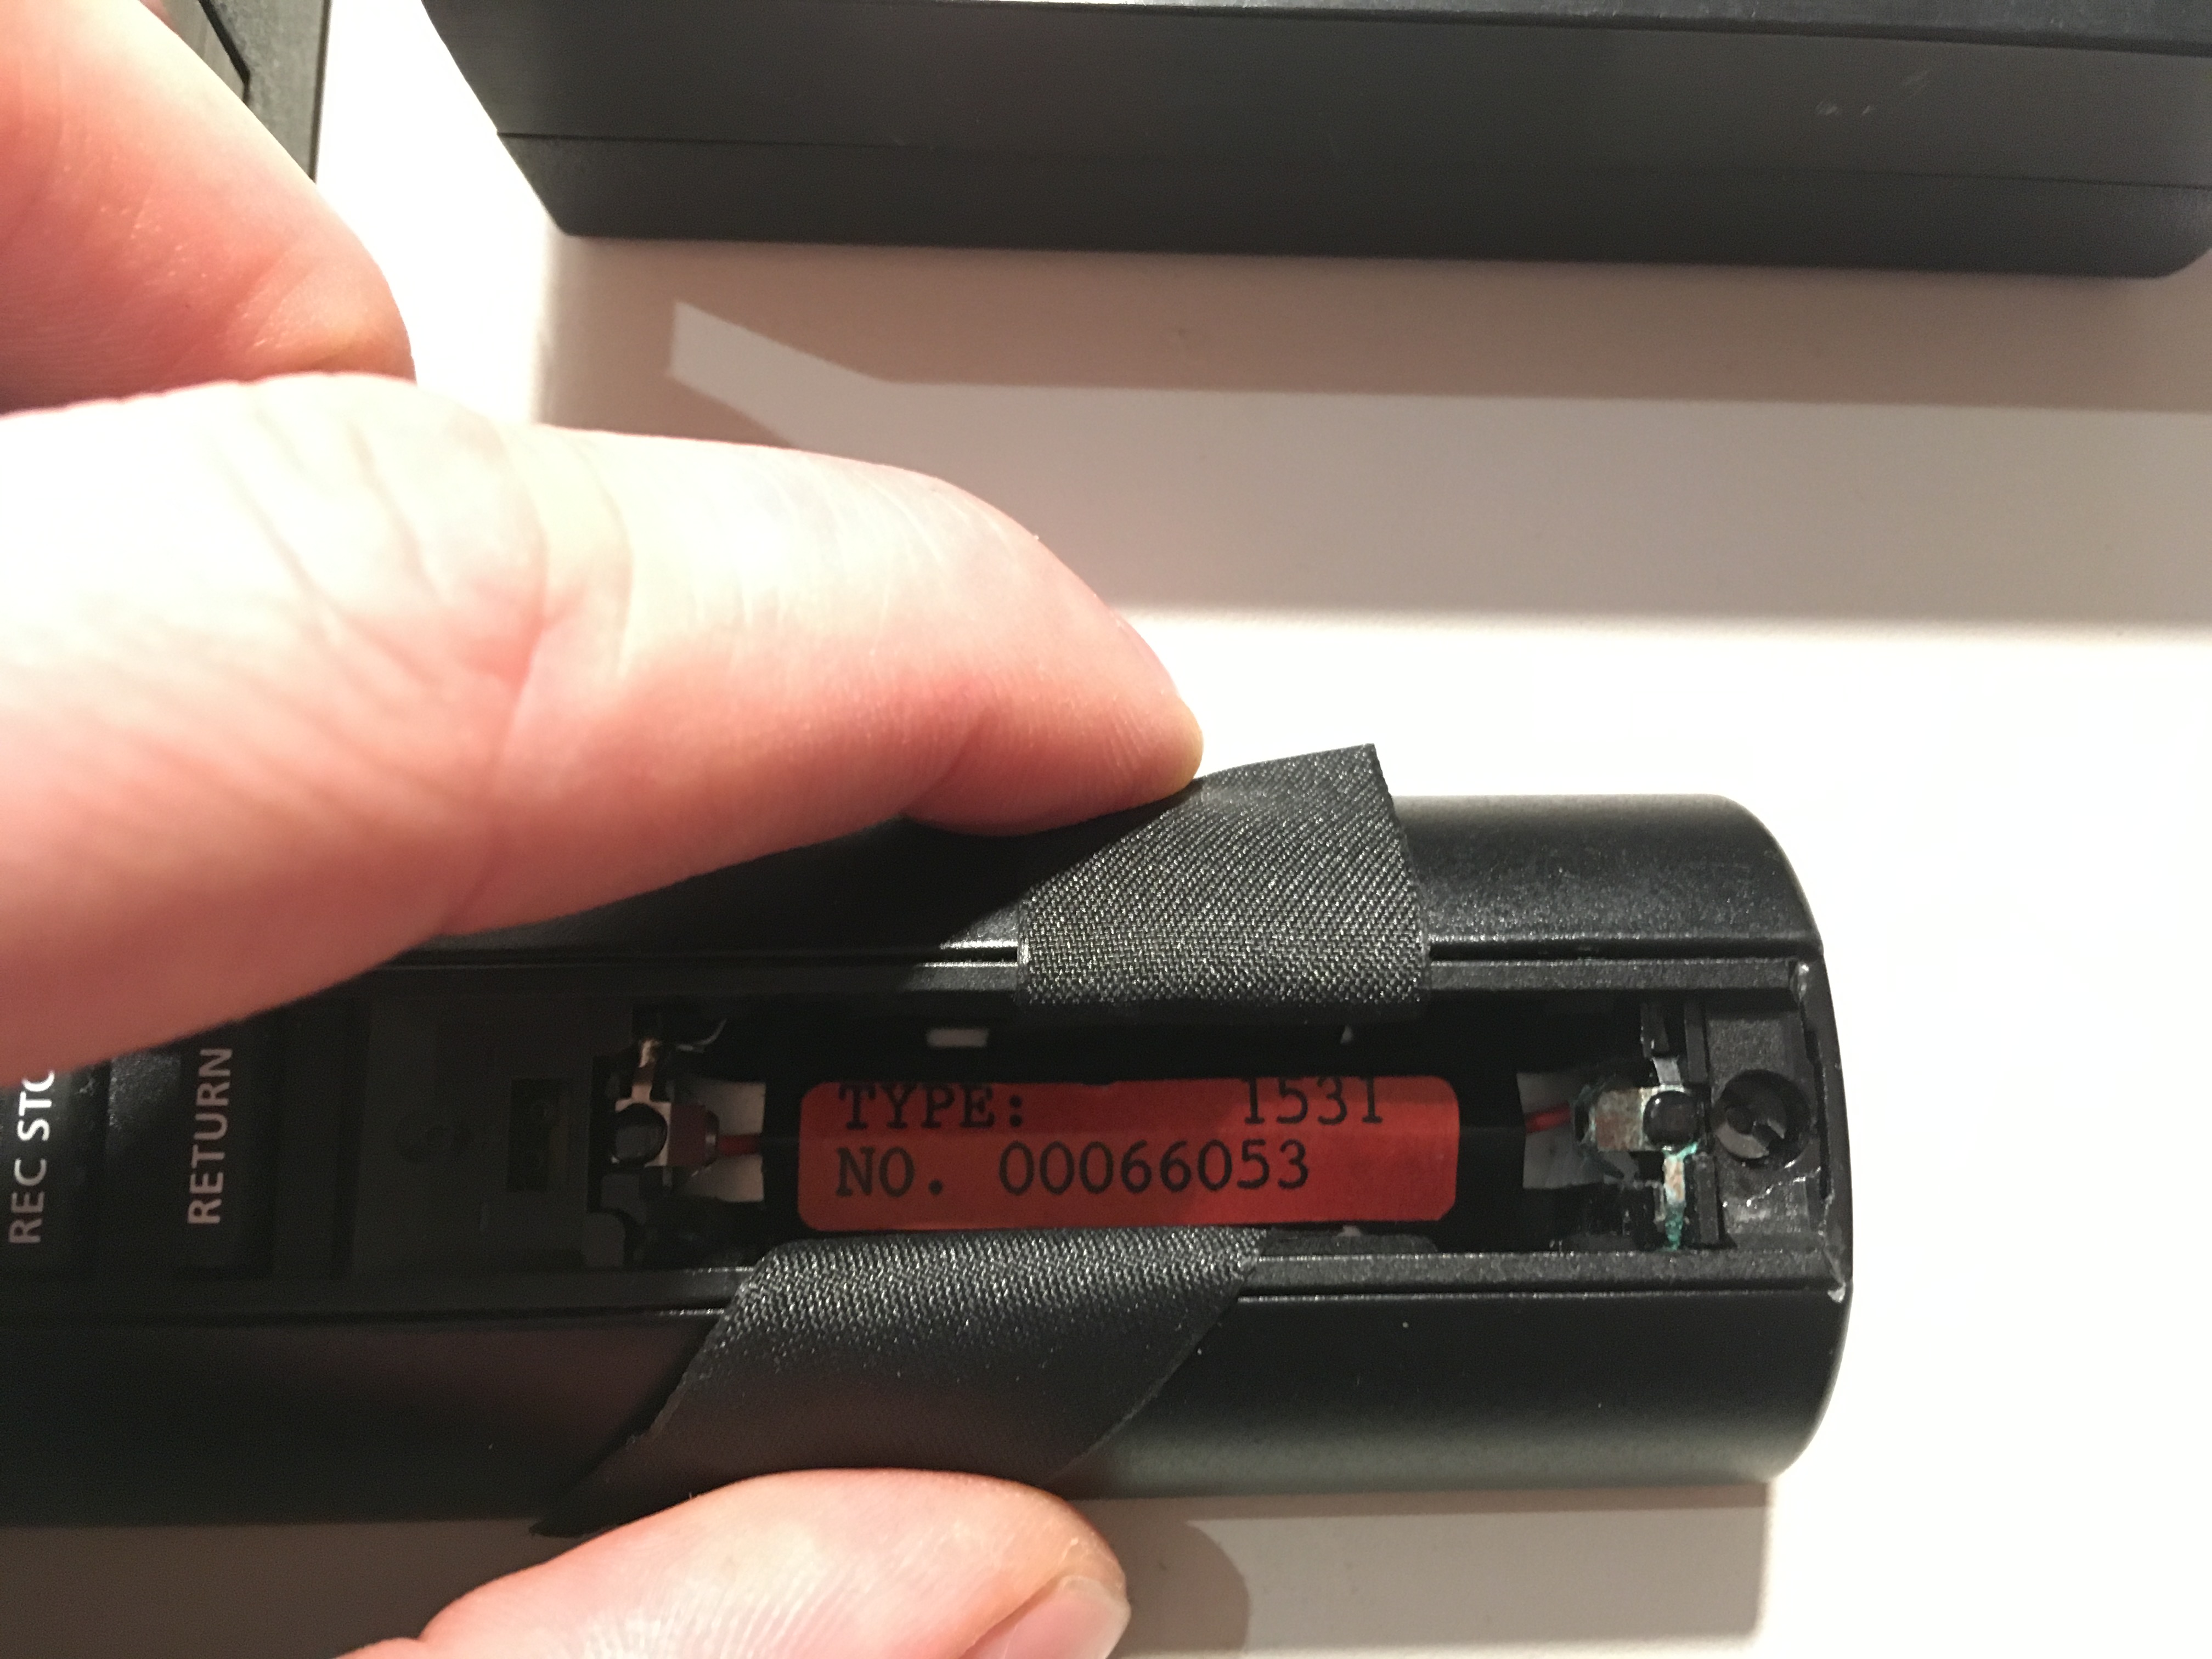 REC STO
RETURN
TYPE: 1531
NO. 00066053